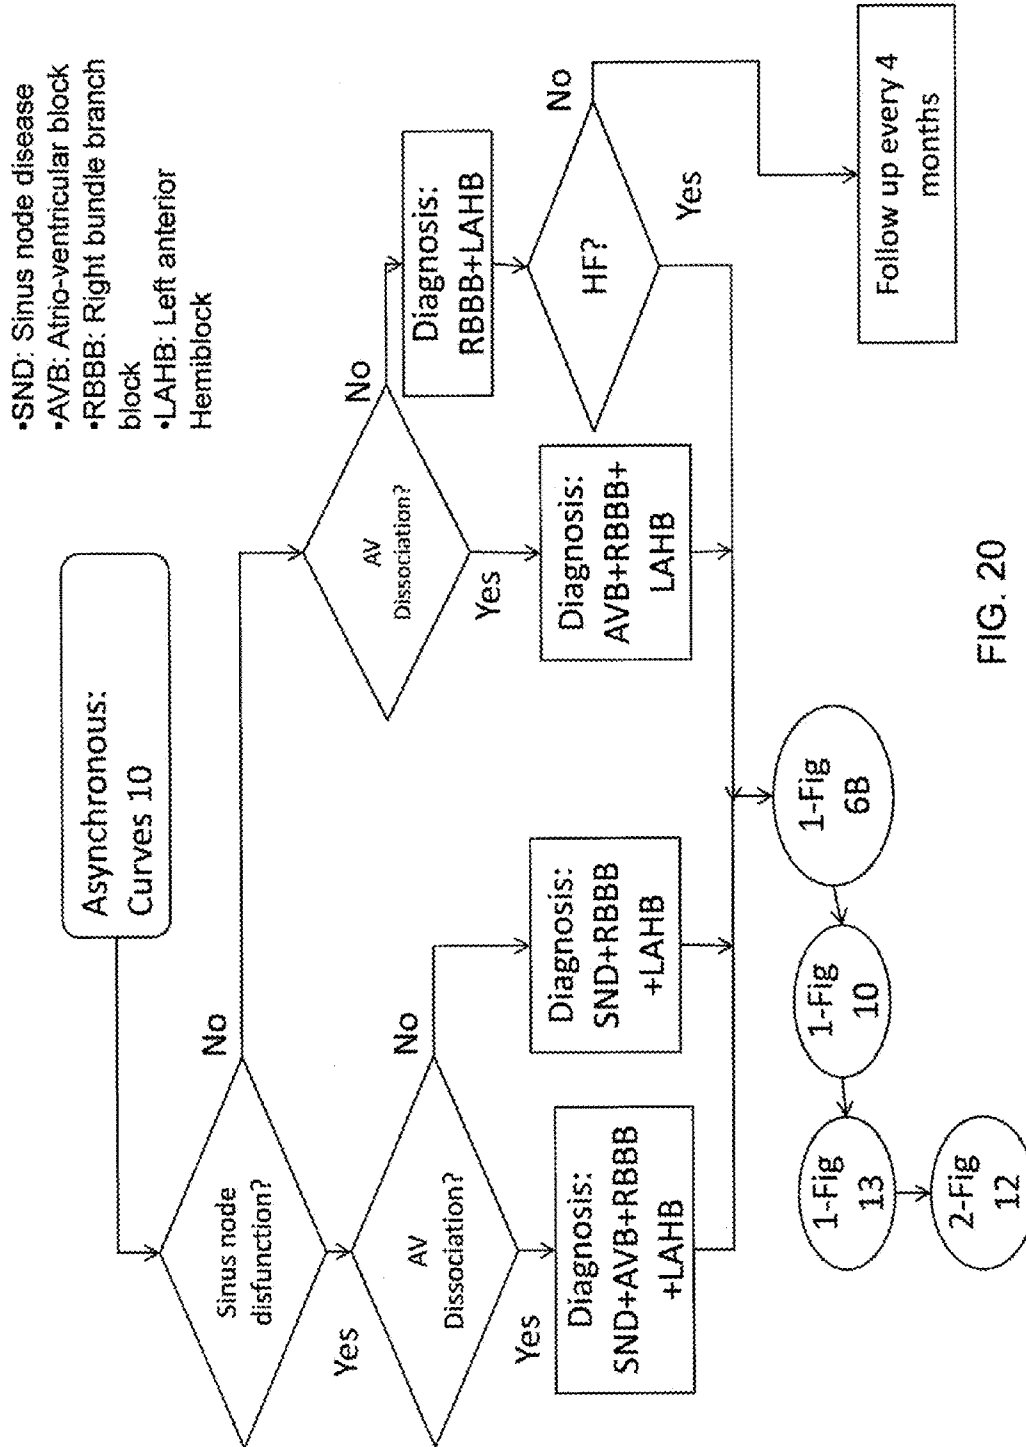 •SND: Sinus node disease
•AVB: Atrio-ventricular block
•RBBB: Right bundle branch
block
•LAHB: Left anterior
Hemiblock
Asynchronous:
Curves 10
Sinus node
disfunction?
No
Yes
AV
Dissociation?
No
Yes
AV
Dissociation?
No
Yes
Diagnosis:
SND+AVB+RBBB
+LAHB
Diagnosis:
SND+RBBB
+LAHB
Diagnosis:
AVB+RBBB+
LAHB
Diagnosis:
RBBB+LAHB
HF?
No
Yes
Follow up every 4
months
1-Fig
6B
1-Fig
10
1-Fig
13
2-Fig
12
FIG. 20